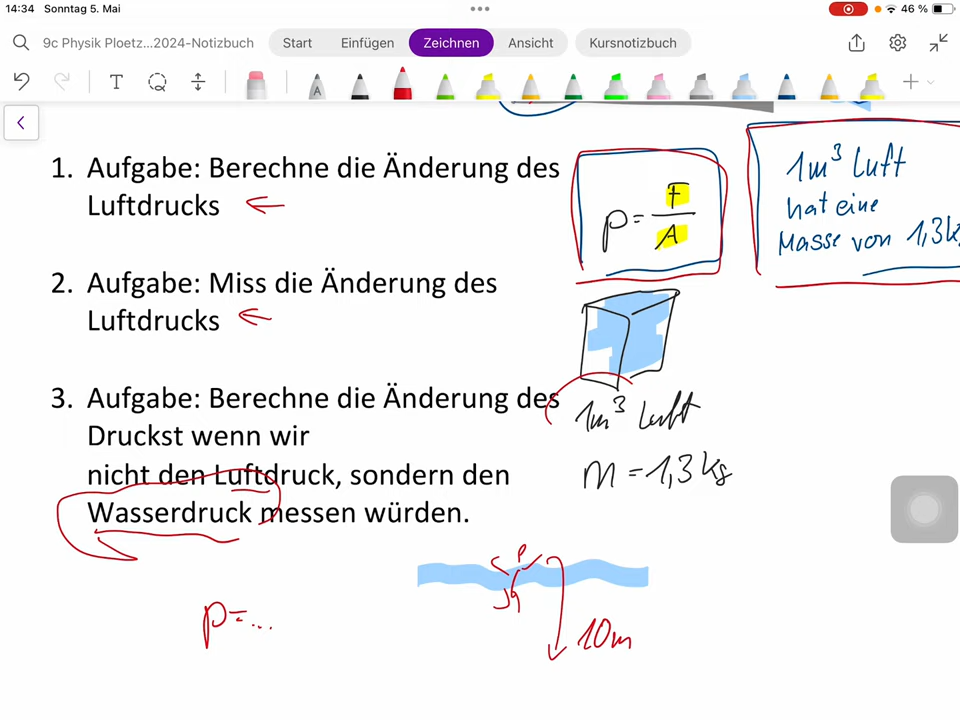 14:34 Sonntag 5. Mai
46 %
9c Physik Ploetz...2024-Notizbuch
Start
Einfügen
Zeichnen
Ansicht
Kursnotizbuch
T
A
1. Aufgabe: Berechne die Änderung des
Luftdrucks
2. Aufgabe: Miss die Änderung des
Luftdrucks
3. Aufgabe: Berechne die Änderung des
Druckst wenn wir
nicht den Luftdruck, sondern den
Wasserdruck messen würden.
p = F
A
1m³ Luft
hat eine
Masse von 1,3k
1m³ Luft
m = 1,3 kg
p = ...
10m